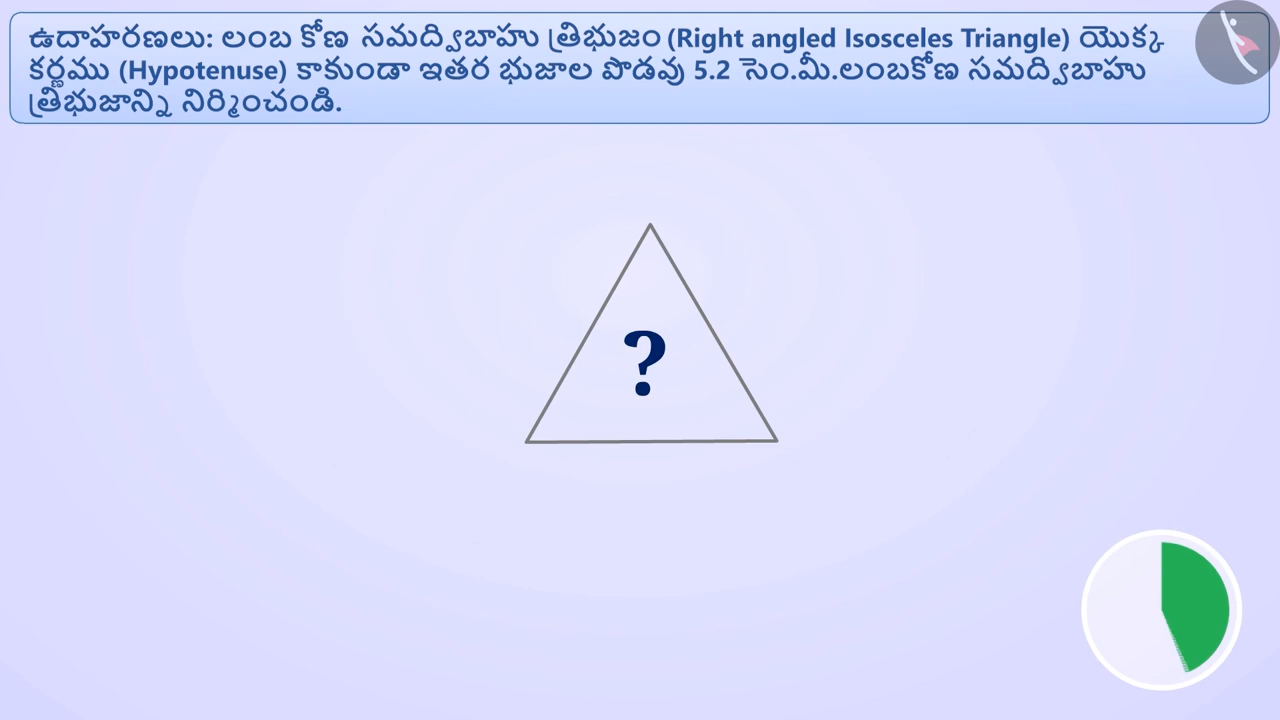 ఉదాహరణలు: లంబ కోణ సమద్విబాహు త్రిభుజం (Right angled Isosceles Triangle) యొక్క
కర్ణము (Hypotenuse) కాకుండా ఇతర భుజాల పొడవు 5.2 సెం.మీ.లంబకోణ సమద్విబాహు
త్రిభుజాన్ని నిర్మించండి.
?